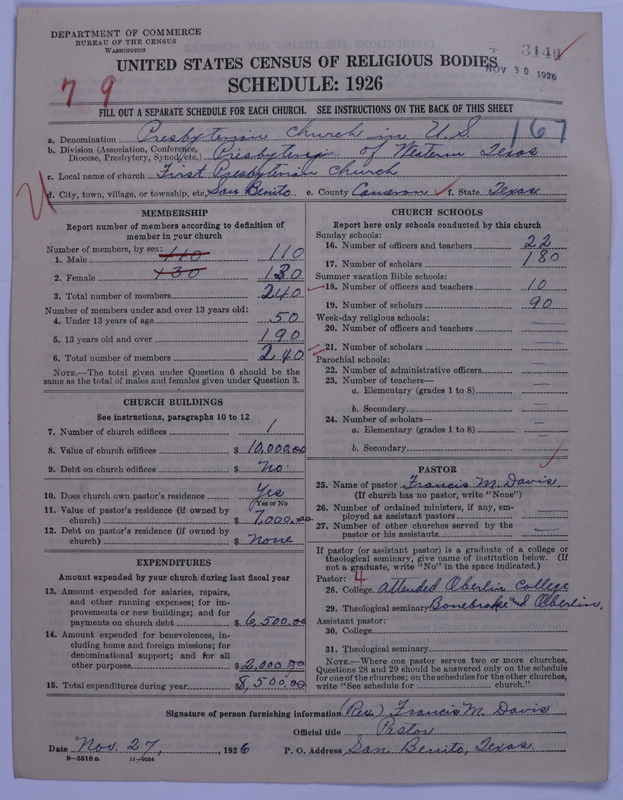 DEPARTMENT OF COMMERCE
BUREAU OF THE CENSUS
WASHINGTON
3140
NOV 30 1926
UNITED STATES CENSUS OF RELIGIOUS BODIES
SCHEDULE: 1926
79
FILL OUT A SEPARATE SCHEDULE FOR EACH CHURCH. SEE INSTRUCTIONS ON THE BACK OF THIS SHEET
167
a. Denomination Presbyterian Church in U.S.
b. Division (Association, Conference, Diocese, Presbytery, Synod, etc.) Presbytery of Western Texas
c. Local name of church First Presbyterian Church
d. City, town, village, or township, etc. San Benito e. County Cameron f. State Texas
MEMBERSHIP
Report number of members according to definition of
member in your church
Number of members, by sex:
1. Male 110 110
2. Female 130 130
3. Total number of members 240
Number of members under and over 13 years old:
4. Under 13 years of age 50
5. 13 years old and over 190
6. Total number of members 240
NOTE.—The total given under Question 6 should be
same as the total of males and females given under Question 3.
CHURCH BUILDINGS
See instructions, paragraphs 10 to 12
7. Number of church edifices 1
8. Value of church edifices $ 10,000.00
9. Debt on church edifices $ No
10. Does church own pastor's residence Yes
Yes or No
11. Value of pastor's residence (if owned by
church) $ 7,000.00
12. Debt on pastor's residence (if owned by
church) $ None
EXPENDITURES
Amount expended by your church during last fiscal year
13. Amount expended for salaries, repairs,
and other running expenses; for im-
provements or new buildings; and for
payments on church debt $ 6,500.00
14. Amount expended for benevolences, in-
cluding home and foreign missions; for
denominational support; and for all
other purposes $ 2,000.00
15. Total expenditures during year $ 8,500.00
CHURCH SCHOOLS
Report here only schools conducted by this church
Sunday schools:
16. Number of officers and teachers 22
17. Number of scholars 180
Summer vacation Bible schools:
18. Number of officers and teachers 10
19. Number of scholars 90
Week-day religious schools:
20. Number of officers and teachers —
21. Number of scholars —
Parochial schools:
22. Number of administrative officers —
23. Number of teachers—
a. Elementary (grades 1 to 8) —
b. Secondary —
24. Number of scholars—
a. Elementary (grades 1 to 8) —
b. Secondary —
PASTOR
25. Name of pastor Francis M. Davis
(If church has no pastor, write "None")
26. Number of ordained ministers, if any, em-
ployed as assistant pastors
27. Number of other churches served by the
pastor or his assistants —
If pastor (or assistant pastor) is a graduate of a college or
theological seminary, give name of institution below. (If
not a graduate, write "No" in the space indicated.)
Pastor: 4
28. College Attended Oberlin College
29. Theological seminary Bonebrake and Oberlin.
Assistant pastor:
30. College
31. Theological seminary
NOTE.—Where one pastor serves two or more churches,
Questions 28 and 29 should be answered only on the schedule
for one of the churches; on the schedules for the other churches,
write "See schedule for church."
Signature of person furnishing information (Rev.) Francis M. Davis
Official title Pastor
Date Nov. 27, 1926 P. O. Address San Benito, Texas.
8—5318a 11—9024